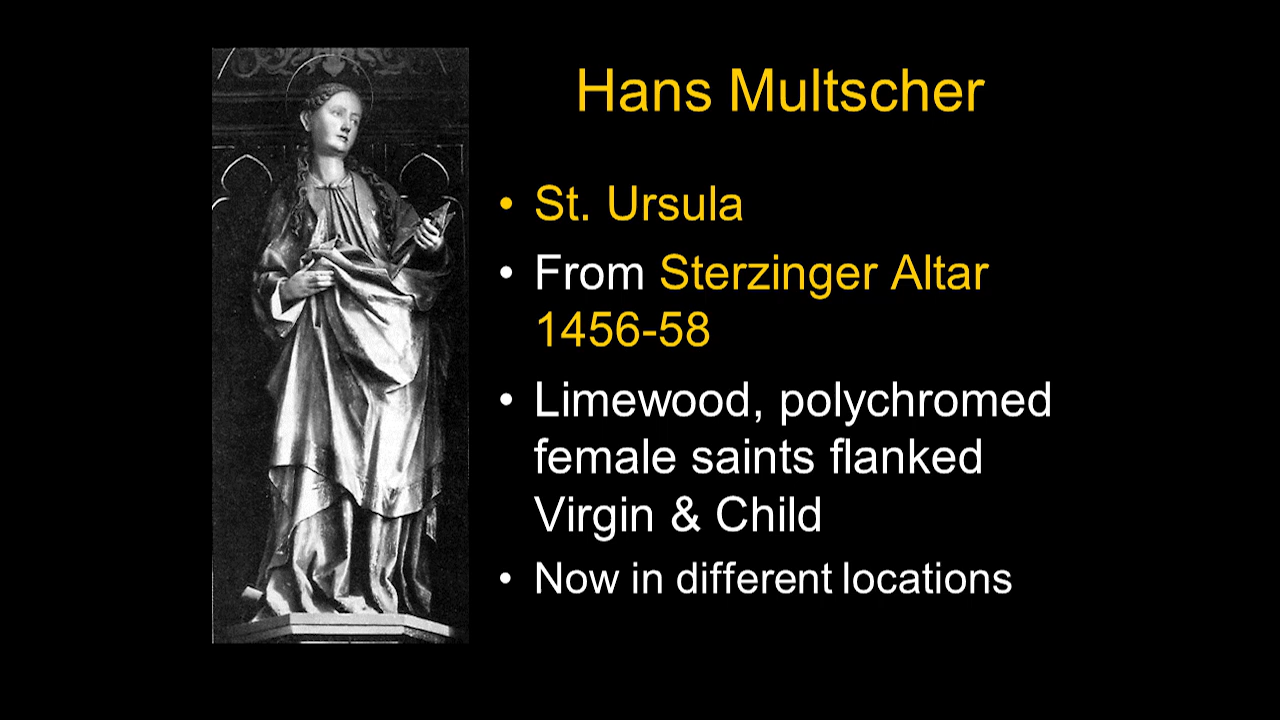 Hans Multscher
• St. Ursula
• From Sterzinger Altar
1456-58
• Limewood, polychromed
female saints flanked
Virgin & Child
• Now in different locations